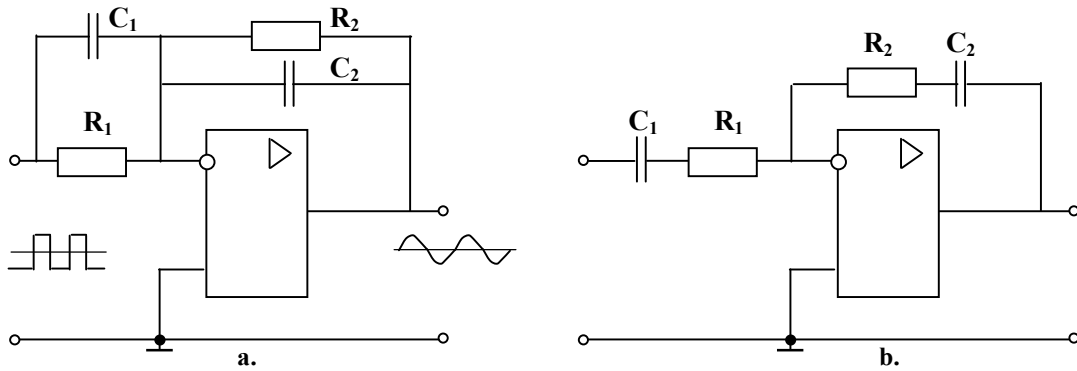 C₁
R₂
C₂
R₁
a.
R₂
C₂
C₁
R₁
b.